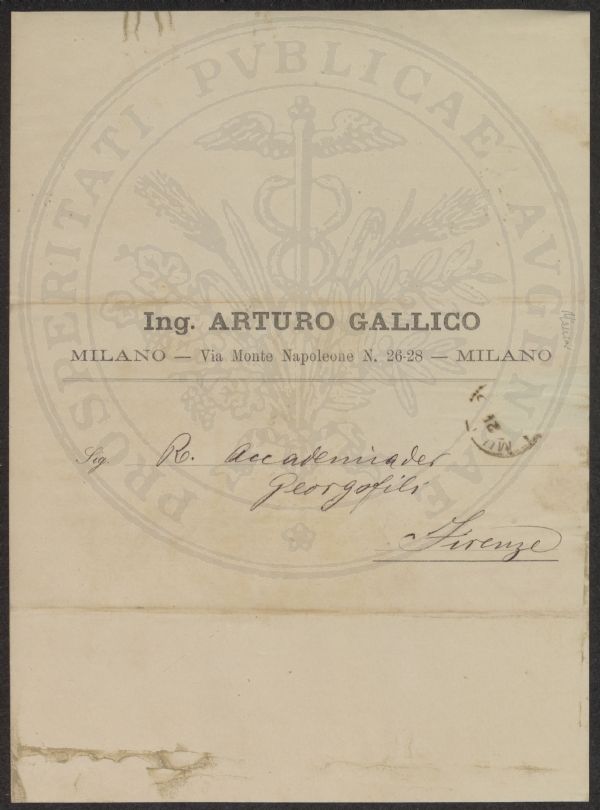 PROSPERITATI PVBLICAE AVGENDAE
Ing. ARTURO GALLICO
MILANO — Via Monte Napoleone N. 26-28 — MILANO
Sig. R. Accademia dei
Georgofili
Firenze